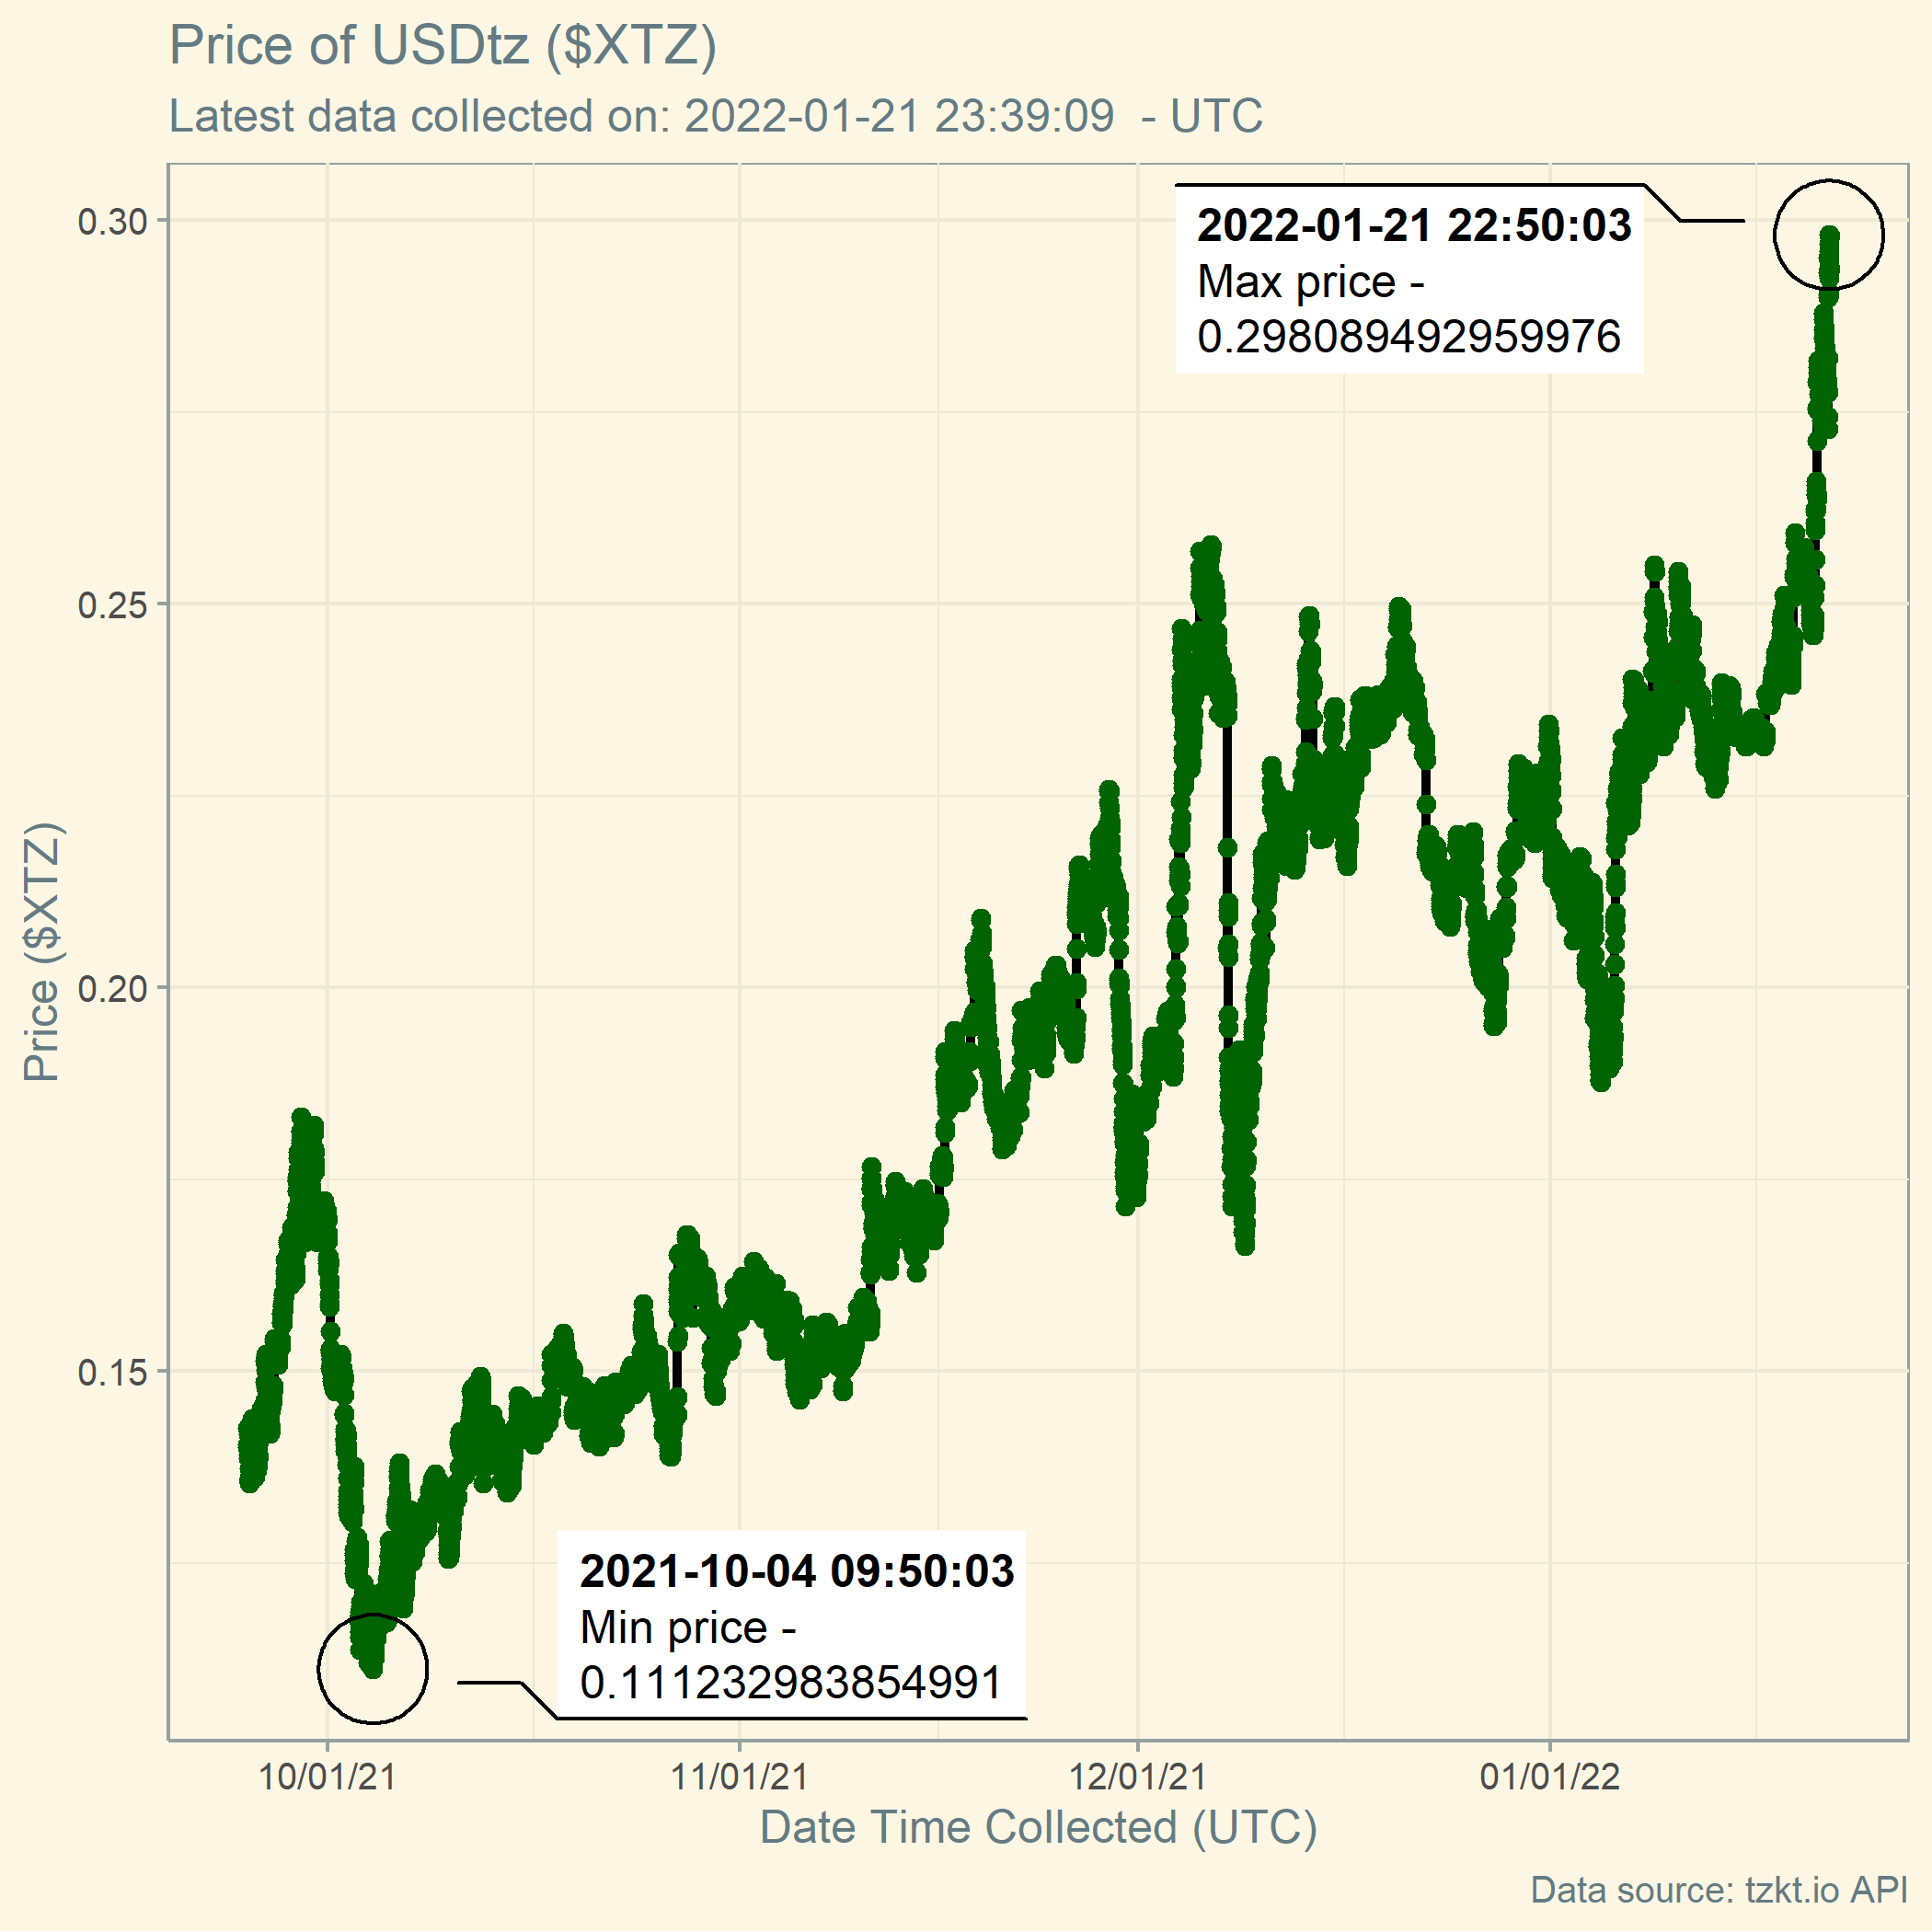 Price of USDtz ($XTZ)
Latest data collected on: 2022-01-21 23:39:09  - UTC
0.30
0.25
0.20
0.15
Price ($XTZ)
2022-01-21 22:50:03
Max price -
0.298089492959976
2021-10-04 09:50:03
Min price -
0.111232983854991
10/01/21
11/01/21
12/01/21
01/01/22
Date Time Collected (UTC)
Data source: tzkt.io API